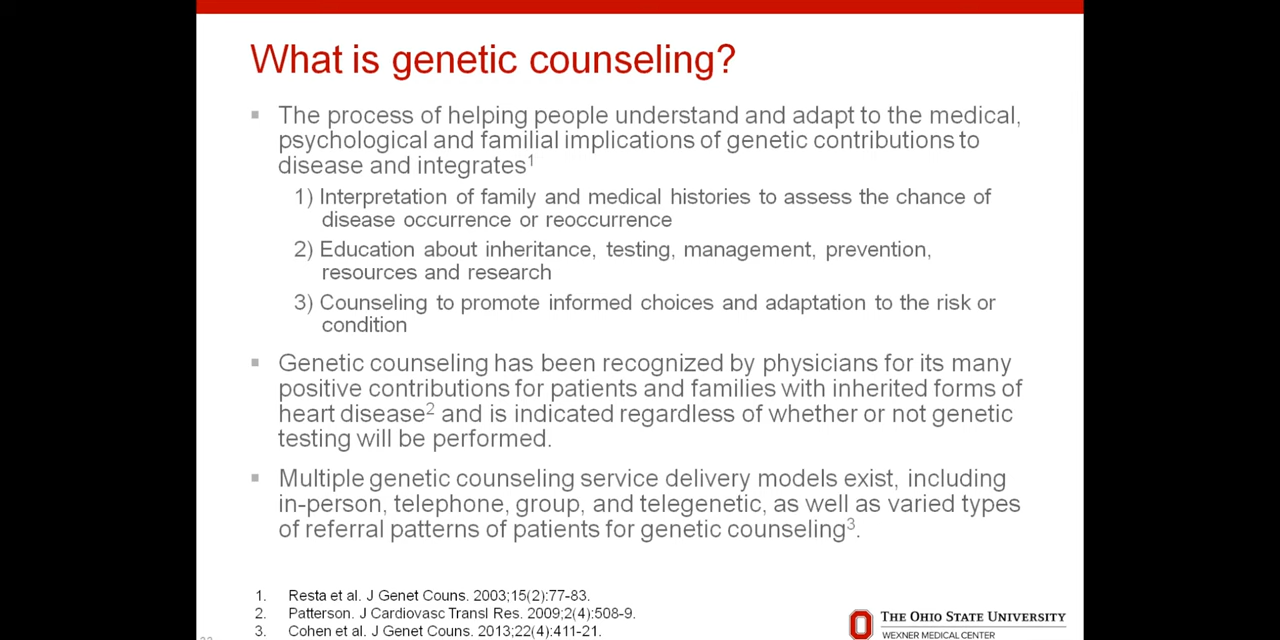 What is genetic counseling?
The process of helping people understand and adapt to the medical,
psychological and familial implications of genetic contributions to
disease and integrates1
1) Interpretation of family and medical histories to assess the chance of
disease occurrence or reoccurrence
2) Education about inheritance, testing, management, prevention,
resources and research
3) Counseling to promote informed choices and adaptation to the risk or
condition
Genetic counseling has been recognized by physicians for its many
positive contributions for patients and families with inherited forms of
heart disease2 and is indicated regardless of whether or not genetic
testing will be performed.
Multiple genetic counseling service delivery models exist, including
in-person, telephone, group, and telegenetic, as well as varied types
of referral patterns of patients for genetic counseling3.
1. Resta et al. J Genet Couns. 2003;15(2):77-83.
2. Patterson. J Cardiovasc Transl Res. 2009;2(4):508-9.
3. Cohen et al. J Genet Couns. 2013;22(4):411-21.
THE OHIO STATE UNIVERSITY
WEXNER MEDICAL CENTER